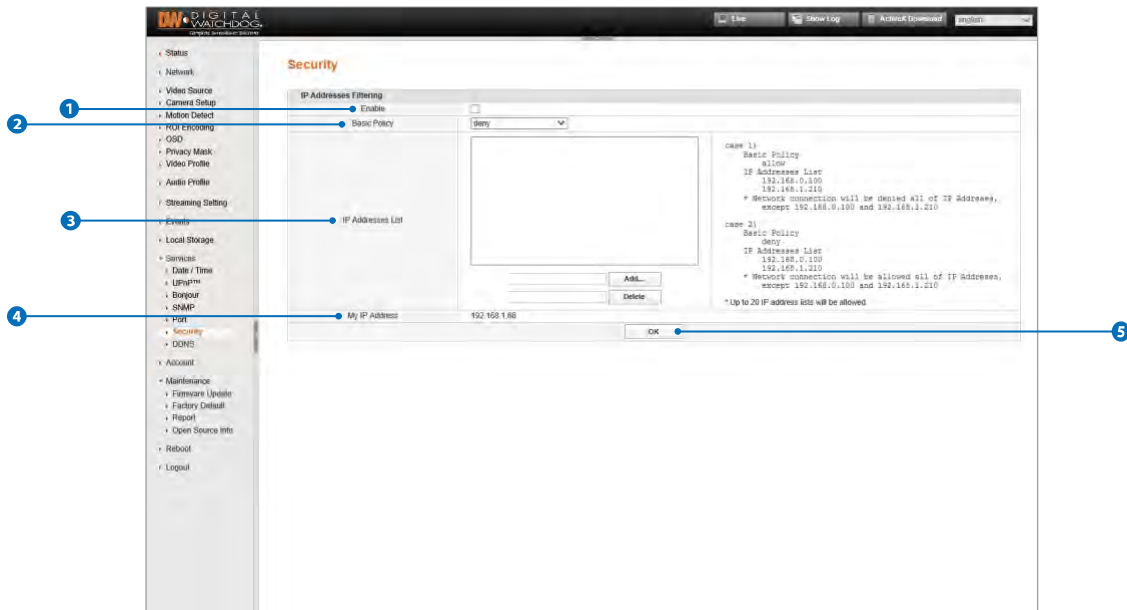 DIGITAL
WATCHDOG
Complete Surveillance Solutions
Live
Show Log
ActiveX Download
english
Status
Network
Video Source
Camera Setup
Motion Detect
ROI Encoding
OSD
Privacy Mask
Video Profile
Audio Profile
Streaming Setting
Events
Local Storage
Services
Date / Time
UPnP™
Bonjour
SNMP
Port
Security
DDNS
Account
Maintenance
Firmware Update
Factory Default
Report
Open Source Info
Reboot
Logout
Security
IP Addresses Filtering
1
Enable
2
Basic Policy
deny
3
IP Addresses List
case 1)
Basic Policy
allow
IP Addresses List
192.168.0.100
192.168.1.210
* Network connection will be denied all of IP Addreses,
except 192.168.0.100 and 192.168.1.210
case 2)
Basic Policy
deny
IP Addresses List
192.168.0.100
192.168.1.210
* Network connection will be allowed all of IP Addreses,
except 192.168.0.100 and 192.168.1.210
* Up to 20 IP address lists will be allowed
Add...
Delete
4
My IP Address
192.168.1.68
OK
5